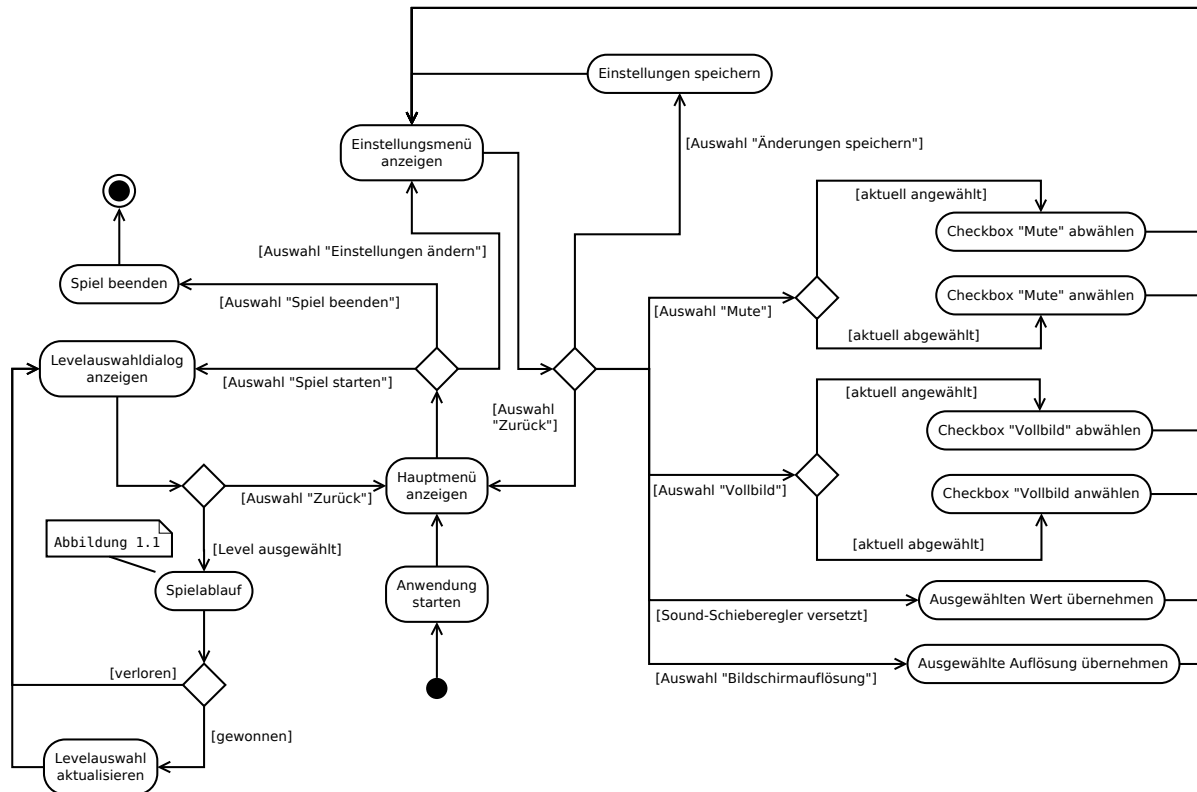 Einstellungen speichern
Einstellungsmenü
anzeigen
[Auswahl "Änderungen speichern"]
[aktuell angewählt]
Checkbox "Mute" abwählen
[Auswahl "Einstellungen ändern"]
Spiel beenden
[Auswahl "Spiel beenden"]
Checkbox "Mute" anwählen
[Auswahl "Mute"]
[aktuell abgewählt]
Levelauswahldialog
anzeigen
[Auswahl "Spiel starten"]
[Auswahl
"Zurück"]
[aktuell angewählt]
Checkbox "Vollbild" abwählen
Hauptmenü
anzeigen
[Auswahl "Zurück"]
[Auswahl "Vollbild"]
Checkbox "Vollbild anwählen
[aktuell abgewählt]
Abbildung 1.1
[Level ausgewählt]
Spielablauf
Anwendung
starten
Ausgewählten Wert übernehmen
[Sound-Schieberegler versetzt]
Ausgewählte Auflösung übernehmen
[Auswahl "Bildschirmauflösung"]
[verloren]
[gewonnen]
Levelauswahl
aktualisieren